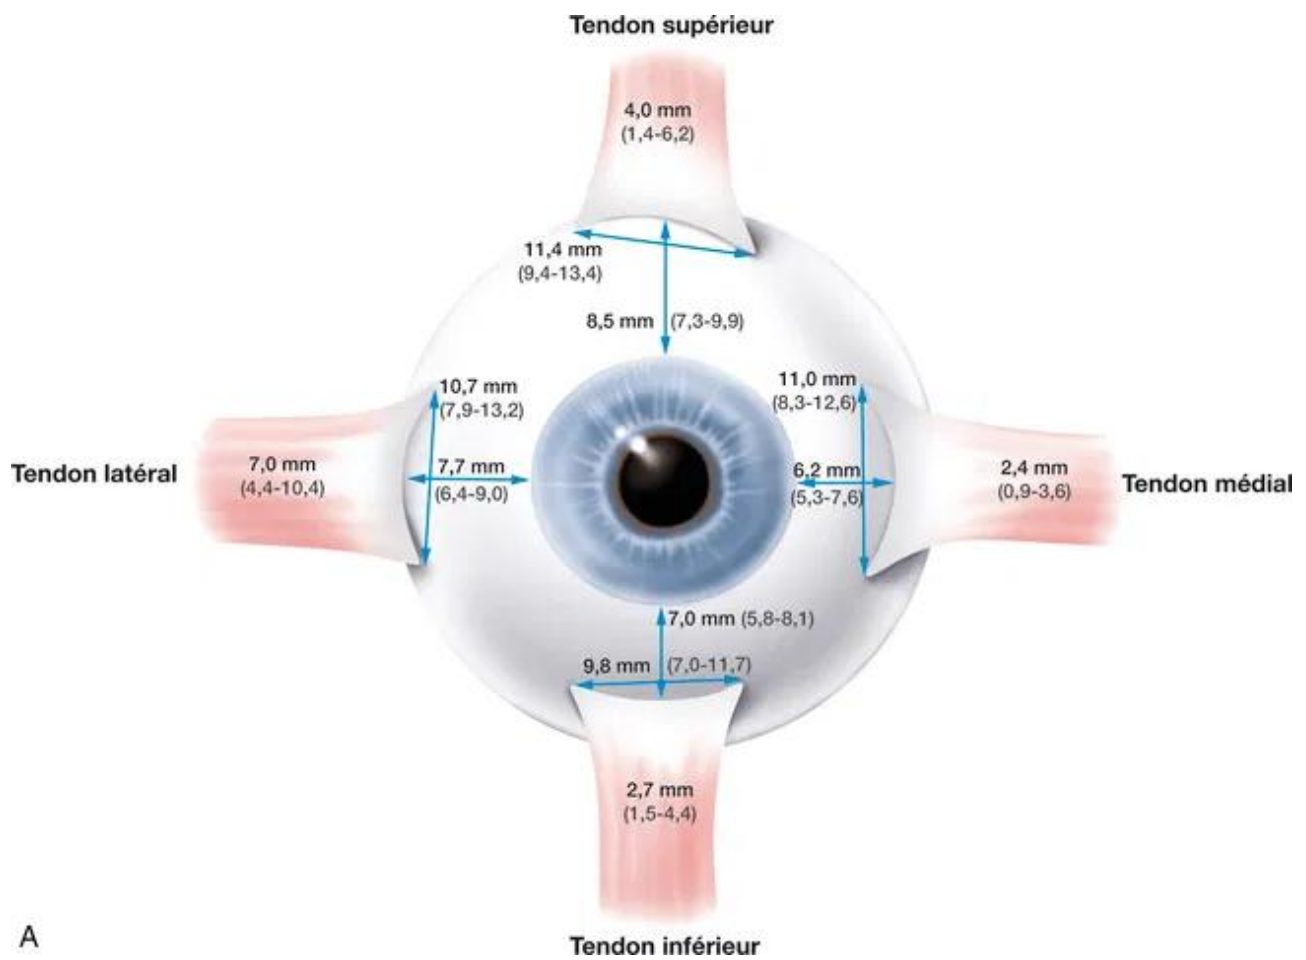 Tendon supérieur
4,0 mm
(1,4-6,2)
11,4 mm
(9,4-13,4)
8,5 mm (7,3-9,9)
10,7 mm
(7,9-13,2)
11,0 mm
(8,3-12,6)
Tendon latéral
7,0 mm
(4,4-10,4)
7,7 mm
(6,4-9,0)
6,2 mm
(5,3-7,6)
2,4 mm
(0,9-3,6)
Tendon médial
7,0 mm (5,8-8,1)
9,8 mm (7,0-11,7)
2,7 mm
(1,5-4,4)
A
Tendon inférieur